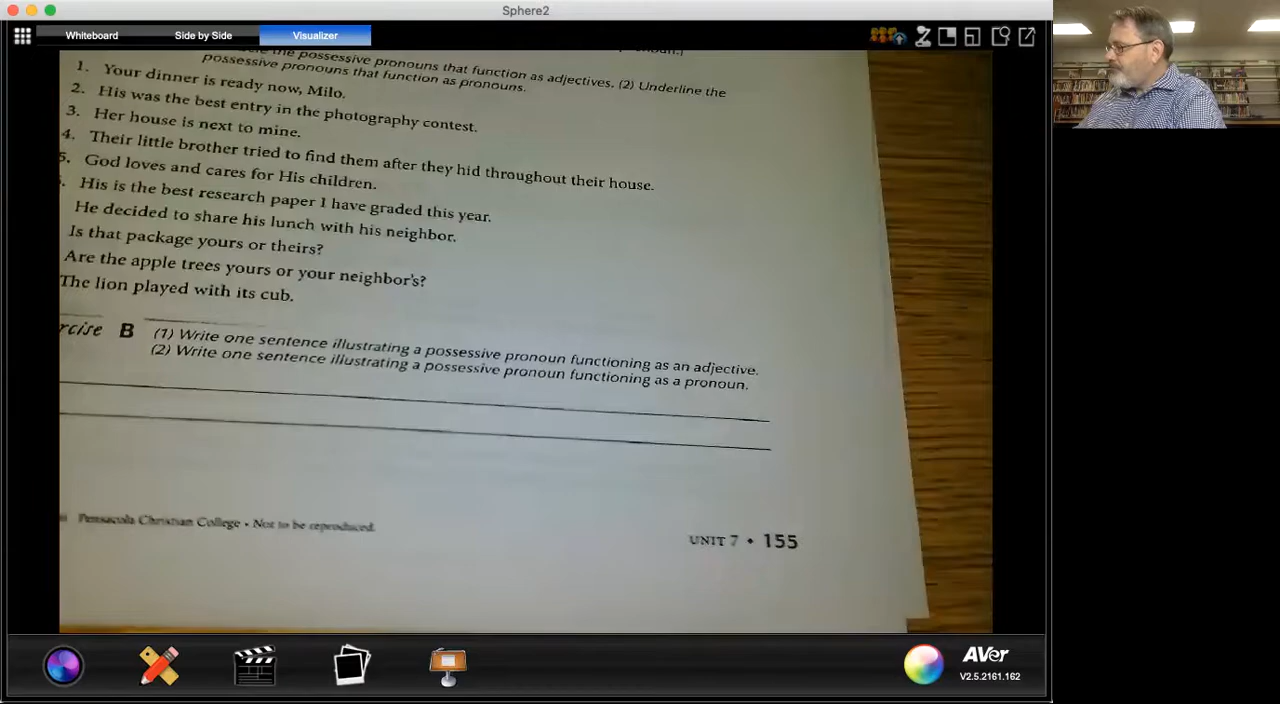 Sphere2
Whiteboard
Side by Side
Visualizer
the possessive pronouns that function as adjectives. (2) Underline the
possessive pronouns that function as pronouns.
1. Your dinner is ready now, Milo.
2. His was the best entry in the photography contest.
3. Her house is next to mine.
4. Their little brother tried to find them after they hid throughout their house.
5. God loves and cares for His children.
. His is the best research paper I have graded this year.
He decided to share his lunch with his neighbor.
Is that package yours or theirs?
Are the apple trees yours or your neighbor's?
The lion played with its cub.
rcise B (1) Write one sentence illustrating a possessive pronoun functioning as an adjective.
(2) Write one sentence illustrating a possessive pronoun functioning as a pronoun.
Pensacola Christian College • Not to be reproduced.
UNIT 7 • 155
AVer
V2.5.2161.162